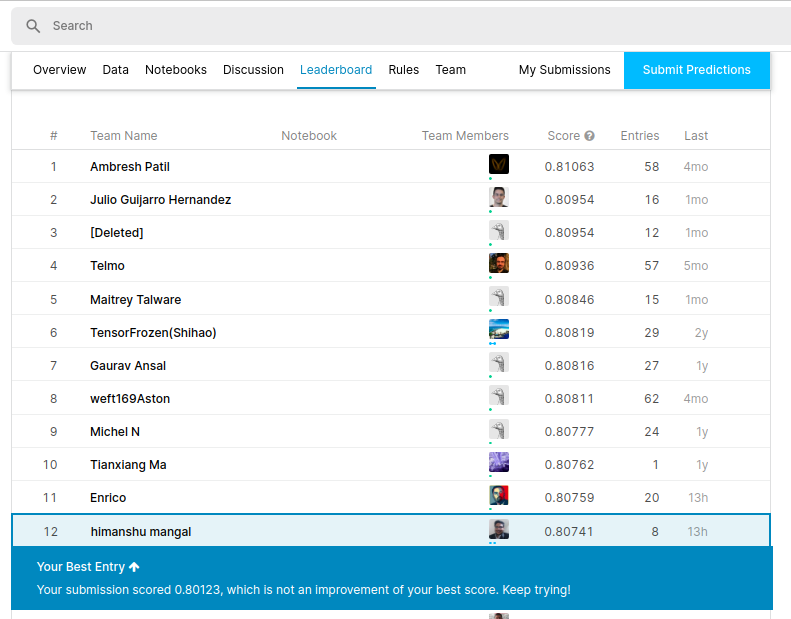 Search
Overview Data Notebooks Discussion Leaderboard Rules Team My Submissions Submit Predictions
# Team Name Notebook Team Members Score Entries Last
1 Ambresh Patil 0.81063 58 4mo
2 Julio Guijarro Hernandez 0.80954 16 1mo
3 [Deleted] 0.80954 12 1mo
4 Telmo 0.80936 57 5mo
5 Maitrey Talware 0.80846 15 1mo
6 TensorFrozen(Shihao) 0.80819 29 2y
7 Gaurav Ansal 0.80816 27 1y
8 weft169Aston 0.80811 62 4mo
9 Michel N 0.80777 24 1y
10 Tianxiang Ma 0.80762 1 1y
11 Enrico 0.80759 20 13h
12 himanshu mangal 0.80741 8 13h
Your Best Entry
Your submission scored 0.80123, which is not an improvement of your best score. Keep trying!